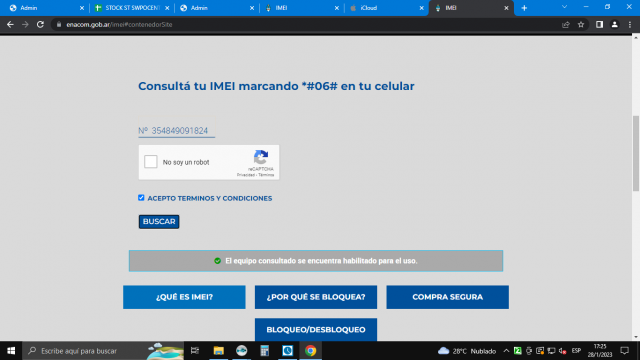 Admin
STOCK ST SWPOCENT
Admin
IMEI
iCloud
IMEI
enacom.gob.ar/imei#contenedorSite
Consultá tu IMEI marcando *#06# en tu celular
Nº 354849091824
No soy un robot
reCAPTCHA
Privacidad - Términos
ACEPTO TERMINOS Y CONDICIONES
BUSCAR
El equipo consultado se encuentra habilitado para el uso.
¿QUÉ ES IMEI?
¿POR QUÉ SE BLOQUEA?
COMPRA SEGURA
BLOQUEO/DESBLOQUEO
Escribe aquí para buscar
28°C Nublado
ESP
17:25
28/1/2023